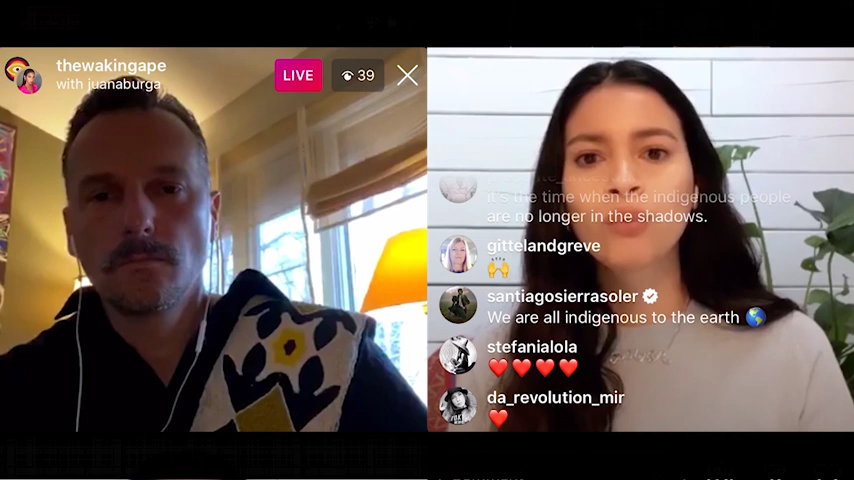 thewakingape
with juanaburga
LIVE
39
it's the time when the indigenous people
are no longer in the shadows.
gittelandgreve
santiagosierrasoler
We are all indigenous to the earth 🌎
stefanialola
❤️❤️❤️❤️
da_revolution_mir
❤️